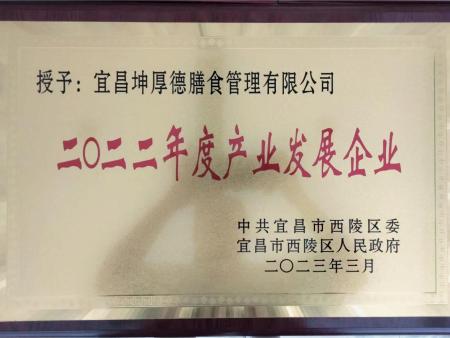 授予：宜昌坤厚德膳食管理有限公司
二〇二二年度产业发展企业
中共宜昌市西陵区委
宜昌市西陵区人民政府
二〇二三年三月